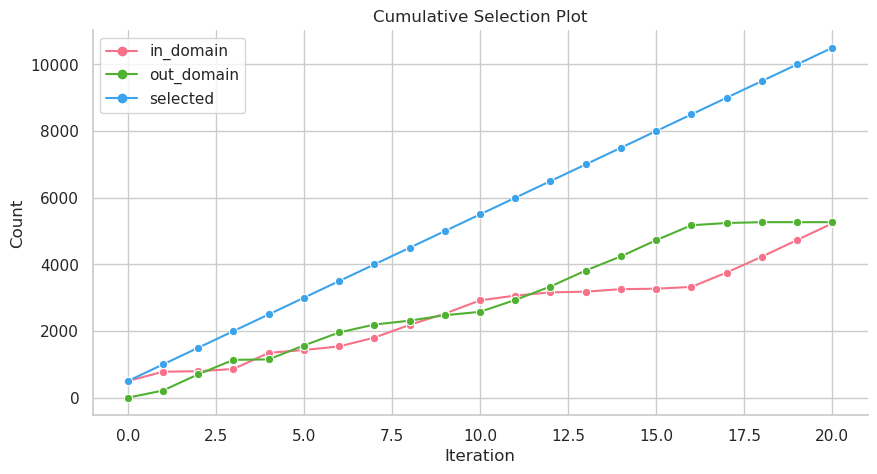 Cumulative Selection Plot
in_domain
out_domain
selected
Count
10000
8000
6000
4000
2000
0
0.0 2.5 5.0 7.5 10.0 12.5 15.0 17.5 20.0
Iteration